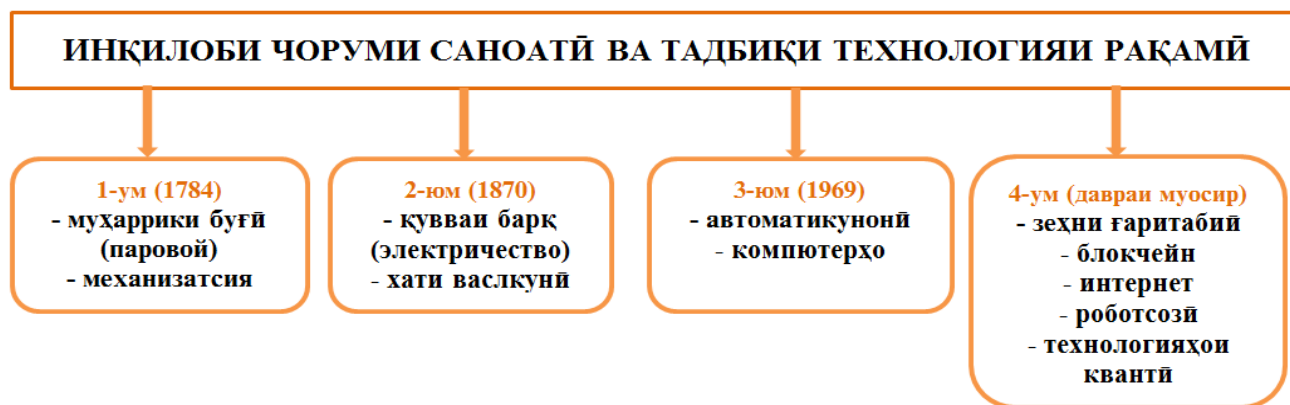 ИНҚИЛОБИ ЧОРУМИ САНОАТӢ ВА ТАДБИҚИ ТЕХНОЛОГИЯИ РАҚАМӢ
1-ум (1784)
- муҳаррики буғӣ
(паровой)
- механизатсия
2-юм (1870)
- қувваи барқ
(электричество)
- хати васлкунӣ
3-юм (1969)
- автоматикунонӣ
- компютерҳо
4-ум (давраи муосир)
- зеҳни ғаритабиӣ
- блокчейн
- интернет
- роботсозӣ
- технологияҳои
квантӣ